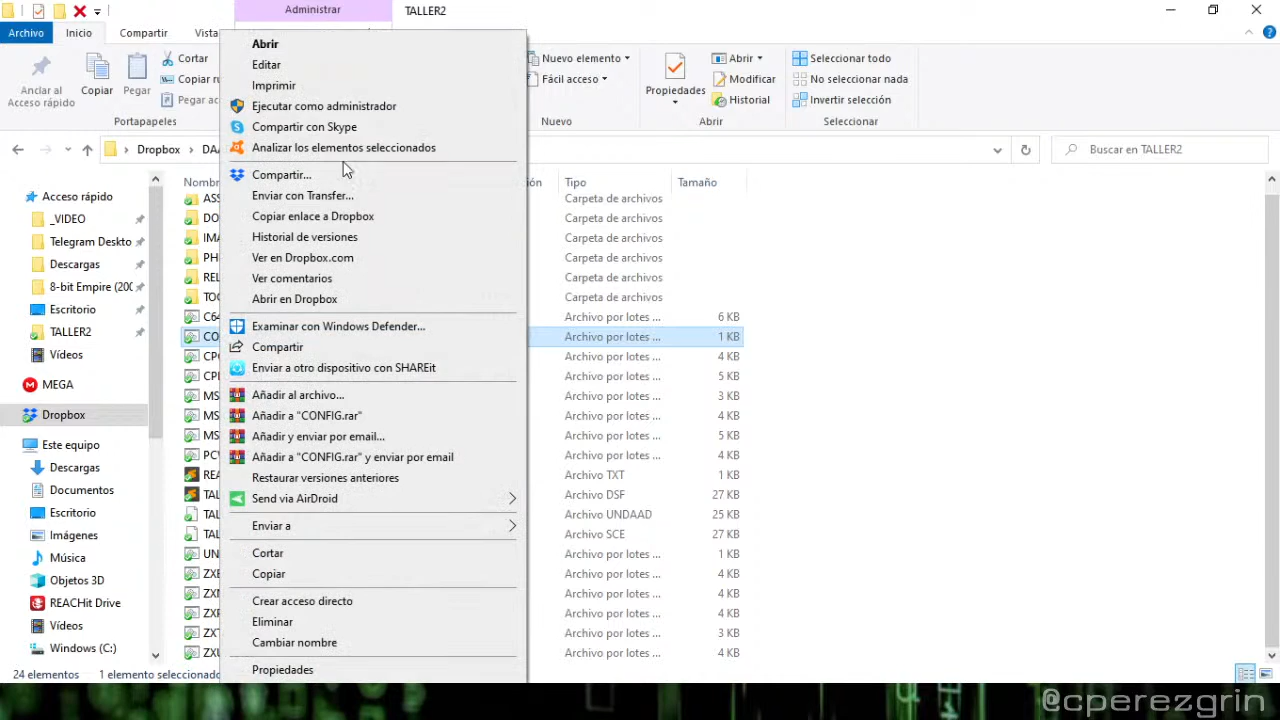 Administrar
TALLER2
Archivo
Inicio
Compartir
Vista
Anclar al
Acceso rápido
Copiar
Pegar
Cortar
Copiar
Pegar
Portapapeles
Nuevo elemento
Fácil acceso
Nuevo
Propiedades
Abrir
Modificar
Historial
Abrir
Seleccionar todo
No seleccionar nada
Invertir selección
Seleccionar
Dropbox
Buscar en TALLER2
Acceso rápido
_VIDEO
Telegram Deskto
Descargas
8-bit Empire (200
Escritorio
TALLER2
Vídeos
MEGA
Dropbox
Este equipo
Descargas
Documentos
Escritorio
Imágenes
Música
Objetos 3D
REACHit Drive
Vídeos
Windows (C:)
Abrir
Editar
Imprimir
Ejecutar como administrador
Compartir con Skype
Analizar los elementos seleccionados
Compartir...
Enviar con Transfer...
Copiar enlace a Dropbox
Historial de versiones
Ver en Dropbox.com
Ver comentarios
Abrir en Dropbox
Examinar con Windows Defender...
Compartir
Enviar a otro dispositivo con SHAREit
Añadir al archivo...
Añadir a "CONFIG.rar"
Añadir y enviar por email...
Añadir a "CONFIG.rar" y enviar por email
Restaurar versiones anteriores
Send via AirDroid
Enviar a
Cortar
Copiar
Crear acceso directo
Eliminar
Cambiar nombre
Propiedades
Tipo Tamaño
Carpeta de archivos
Carpeta de archivos
Carpeta de archivos
Carpeta de archivos
Carpeta de archivos
Carpeta de archivos
Archivo por lotes ... 6 KB
Archivo por lotes ... 1 KB
Archivo por lotes ... 4 KB
Archivo por lotes ... 5 KB
Archivo por lotes ... 3 KB
Archivo por lotes ... 4 KB
Archivo por lotes ... 5 KB
Archivo por lotes ... 4 KB
Archivo TXT 1 KB
Archivo DSF 27 KB
Archivo UNDAAD 25 KB
Archivo SCE 27 KB
Archivo por lotes ... 1 KB
Archivo por lotes ... 4 KB
Archivo por lotes ... 4 KB
Archivo por lotes ... 4 KB
Archivo por lotes ... 3 KB
Archivo por lotes ... 4 KB
24 elementos
1 elemento seleccionado
@cperezgrin